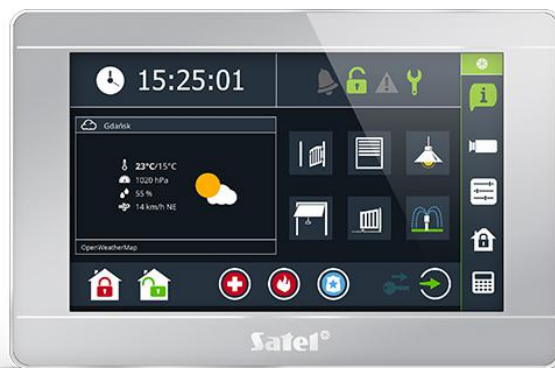 15:25:01
Gdańsk
23°C/15°C
1020 hPa
55 %
14 km/h NE
OpenWeatherMap
Satel®